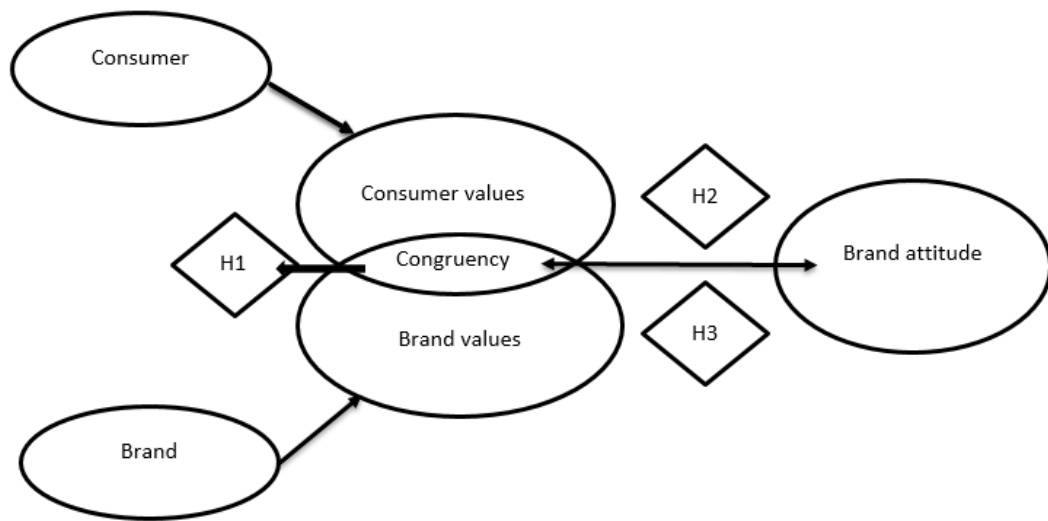 Consumer
Consumer values
H2
H1
Congruency
Brand attitude
Brand values
H3
Brand